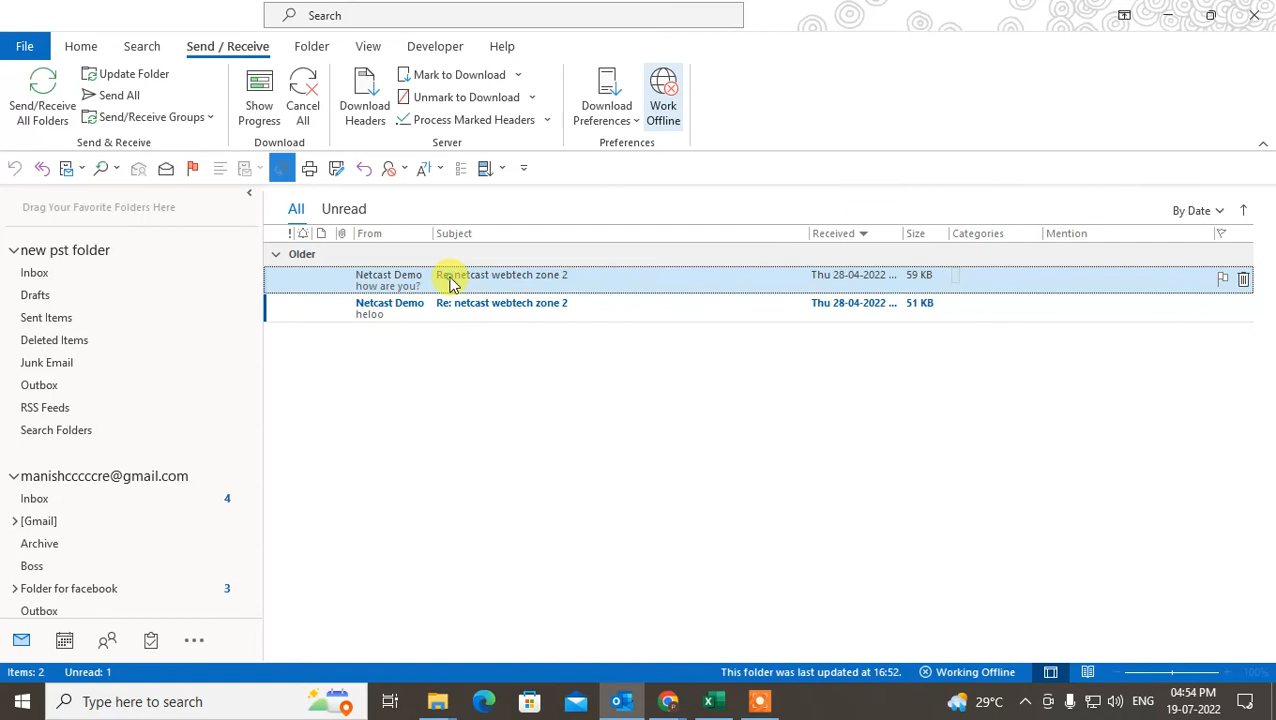 Search
File Home Search Send / Receive Folder View Developer Help
Send/Receive All Folders
Update Folder
Send All
Send/Receive Groups
Send & Receive
Show Progress
Cancel All
Download
Download Headers
Mark to Download
Unmark to Download
Process Marked Headers
Server
Download Preferences
Work Offline
Preferences
Drag Your Favorite Folders Here
new pst folder
Inbox
Drafts
Sent Items
Deleted Items
Junk Email
Outbox
RSS Feeds
Search Folders
manishcccccre@gmail.com
Inbox 4
[Gmail]
Archive
Boss
Folder for facebook 3
Outbox
All Unread
By Date
! From Subject Received Size Categories Mention
Older
Netcast Demo Re: netcast webtech zone 2 Thu 28-04-2022 ... 59 KB
how are you?
Netcast Demo Re: netcast webtech zone 2 Thu 28-04-2022 ... 51 KB
heloo
Items: 2 Unread: 1
This folder was last updated at 16:52. Working Offline
100%
Type here to search
29°C
ENG
04:54 PM
19-07-2022